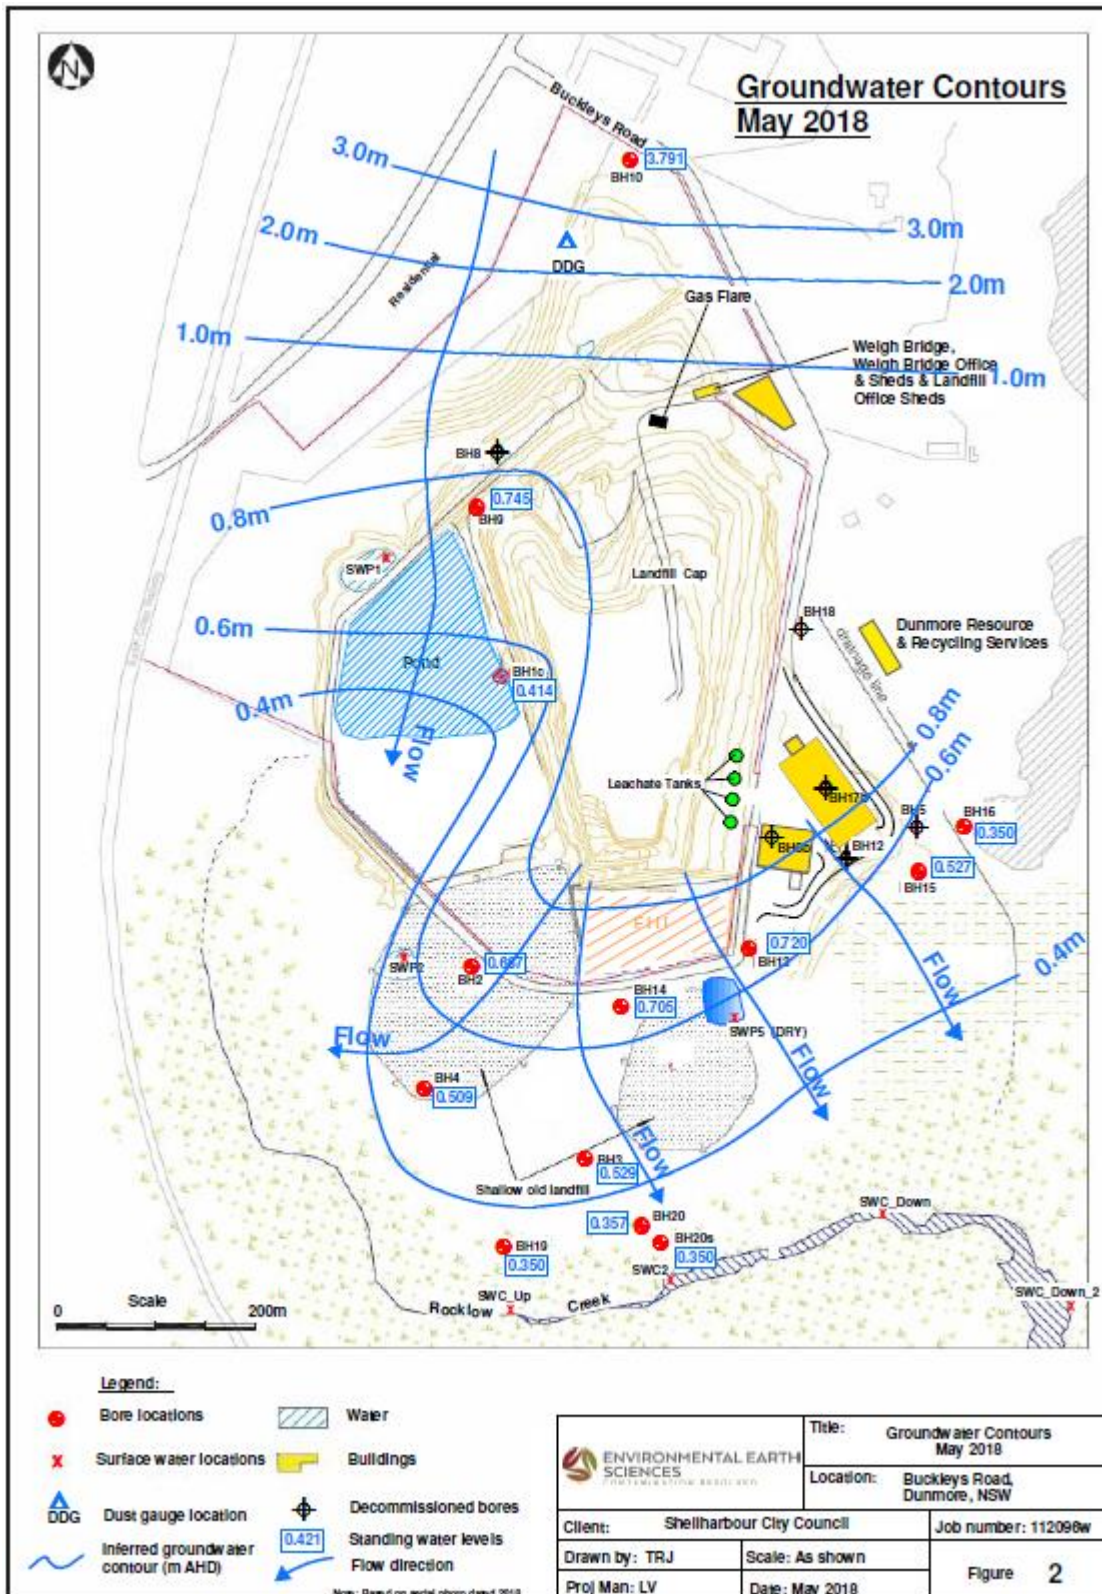 N
Groundwater Contours
May 2018
Buckleys Road
3.791
BH10
3.0m
3.0m
2.0m
2.0m
DDG
Residential
Gas Flare
1.0m
1.0m
Weigh Bridge,
Weigh Bridge Office
& Sheds & Landfill
Office Sheds
BH8
0.745
BH9
0.8m
SWP1
Landfill Cap
BH18
Dunmore Resource
& Recycling Services
drainage line
0.6m
Pond
BH1c
0.414
0.4m
Flow
0.8m
0.6m
Leachate Tanks
BH5
BH16
0.350
BH12
0.527
BH15
0.720
BH13
SWP2
BH2
BH14
0.705
SWP5 (DRY)
Flow
0.4m
Flow
Flow
BH4
0.509
BH3
0.529
Flow
Shallow old landfill
0.357
BH20
BH20s
0.350
BH19
0.350
SWC2
SWC_Down
SWC_Up
Rocklow Creek
SWC_Down_2
0 Scale 200m
Legend:
Bore locations
Water
Surface water locations
Buildings
DDG
Dust gauge location
Decommissioned bores
0.421
Standing water levels
Inferred groundwater
contour (m AHD)
Flow direction
ENVIRONMENTAL EARTH
SCIENCES
CONTAMINATION RESOLVED
Title: Groundwater Contours
May 2018
Location: Buckleys Road,
Dunmore, NSW
Client: Shellharbour City Council
Job number: 112096w
Drawn by: TRJ
Scale: As shown
Figure 2
Proj Man: LV
Date: May 2018